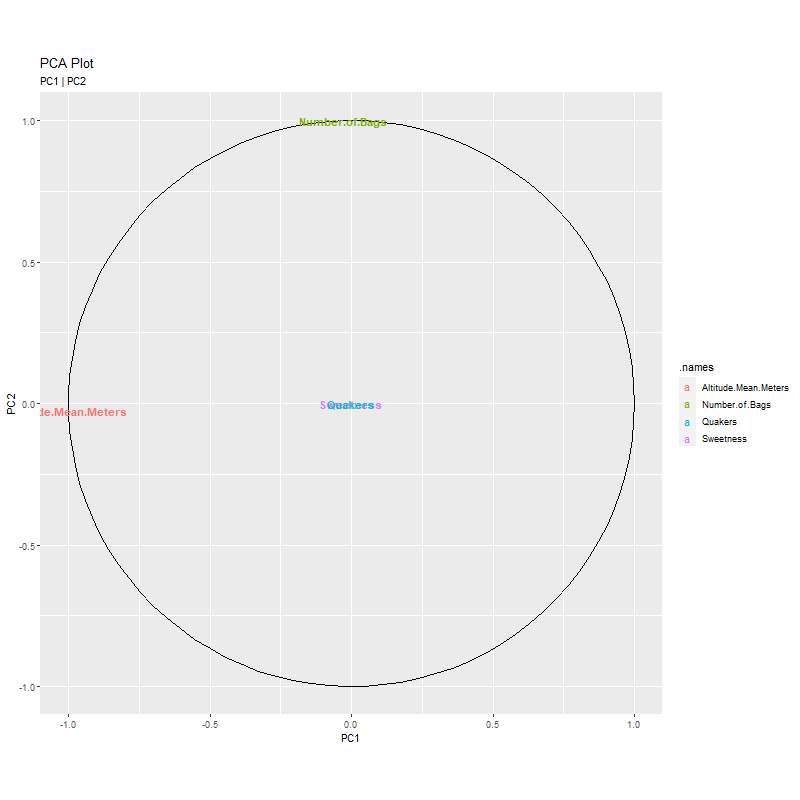 PCA Plot
PC1 | PC2
1.0
0.5
0.0
-0.5
-1.0
PC2
Number.of.Bags
de.Mean.Meters
Sweetness
Quakers
-1.0
-0.5
0.0
0.5
1.0
PC1
.names
a Altitude.Mean.Meters
a Number.of.Bags
a Quakers
a Sweetness